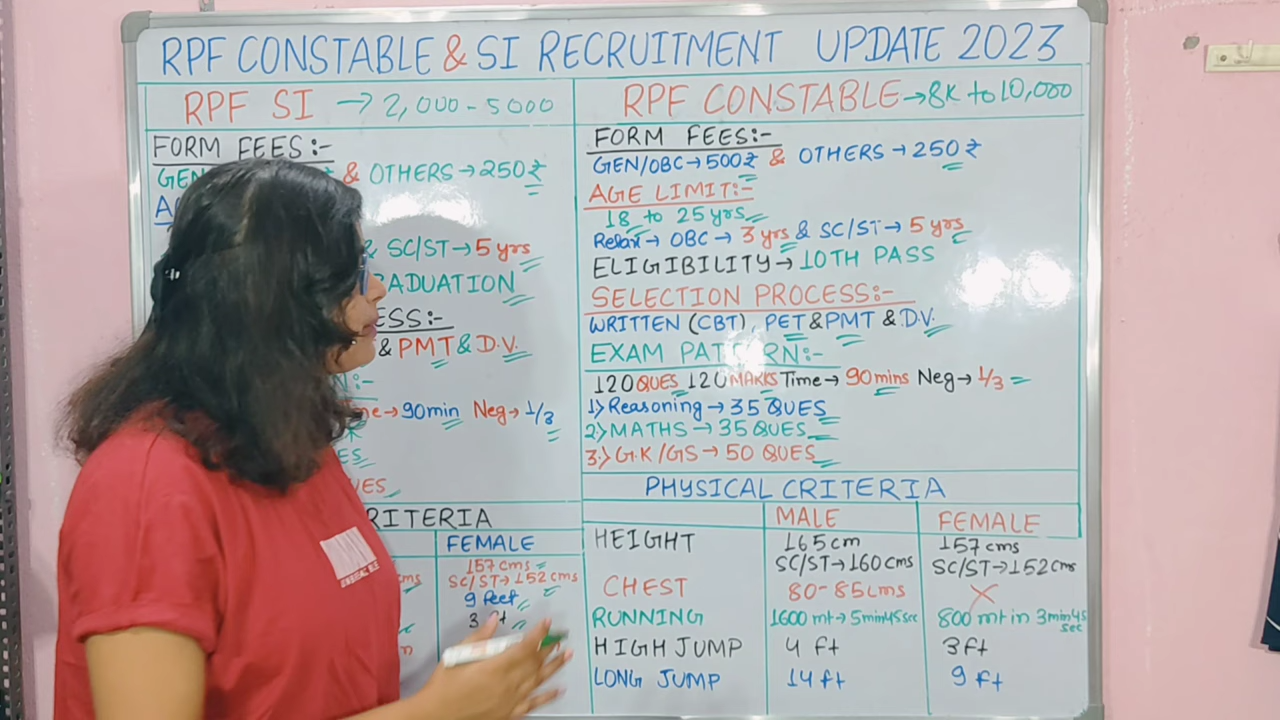 RPF CONSTABLE & SI RECRUITMENT UPDATE 2023
RPF SI → 2,000-5000
FORM FEES:-
GEN ₹ & OTHERS → 250 ₹
& SC/ST → 5 yrs
ADUATION
ESS:-
& PMT & D.V.
N:-
me → 90min Neg → 1/3
ES
UES
RITERIA
FEMALE
157 cms
cms SC/ST → 152 cms
9 feet
RPF CONSTABLE → 8K to 10,000
FORM FEES:-
GEN/OBC → 500 ₹ & OTHERS → 250 ₹
AGE LIMIT:-
18 to 25 yrs
Relax → OBC → 3 yrs & SC/ST → 5 yrs
ELIGIBILITY → 10TH PASS
SELECTION PROCESS:-
WRITTEN (CBT), PET & PMT & D.V.
EXAM PATTERN:-
120 QUES 120 MARKS Time → 90 mins Neg → 1/3
1) Reasoning → 35 QUES
2) MATHS → 35 QUES
3) G.K/GS → 50 QUES
PHYSICAL CRITERIA
MALE FEMALE
HEIGHT 165 cm 157 cms
SC/ST → 160 cms SC/ST → 152 cms
CHEST 80-85 cms X
RUNNING 1600 mt → 5min45sec 800 mt in 3min45 sec
HIGH JUMP 4 ft 3 ft
LONG JUMP 14 ft 9 ft